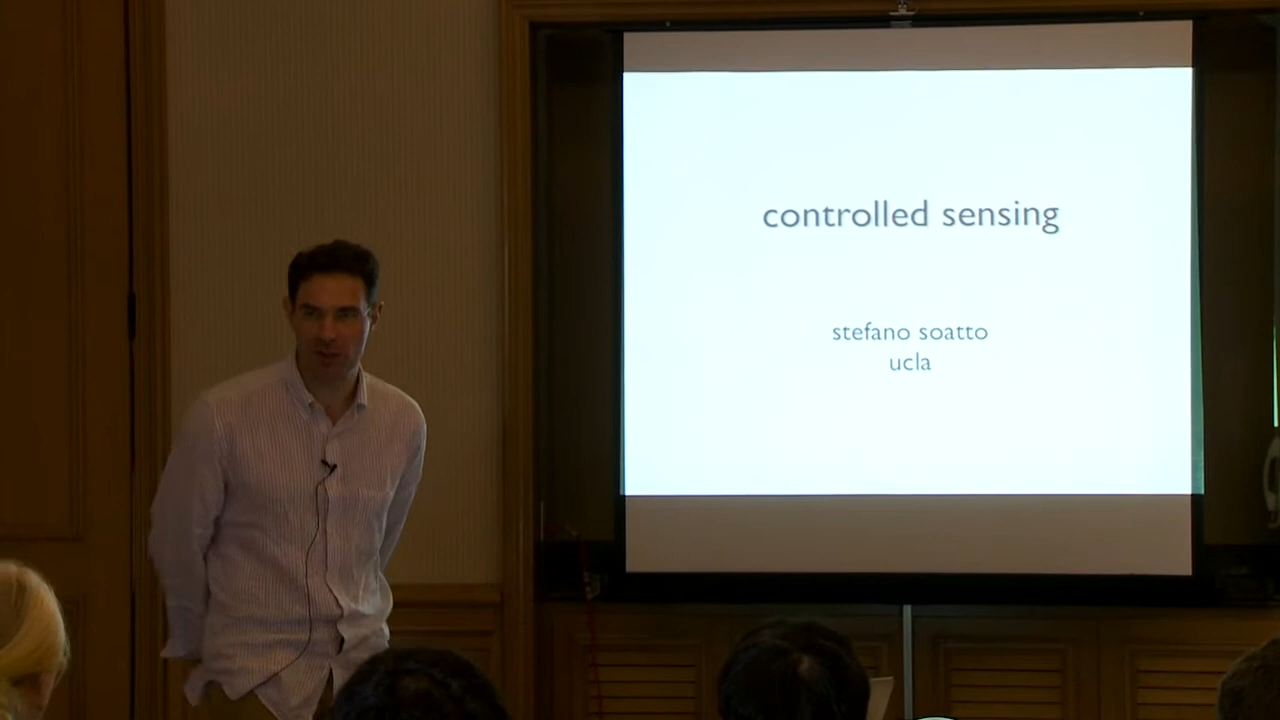 controlled sensing
stefano soatto
ucla